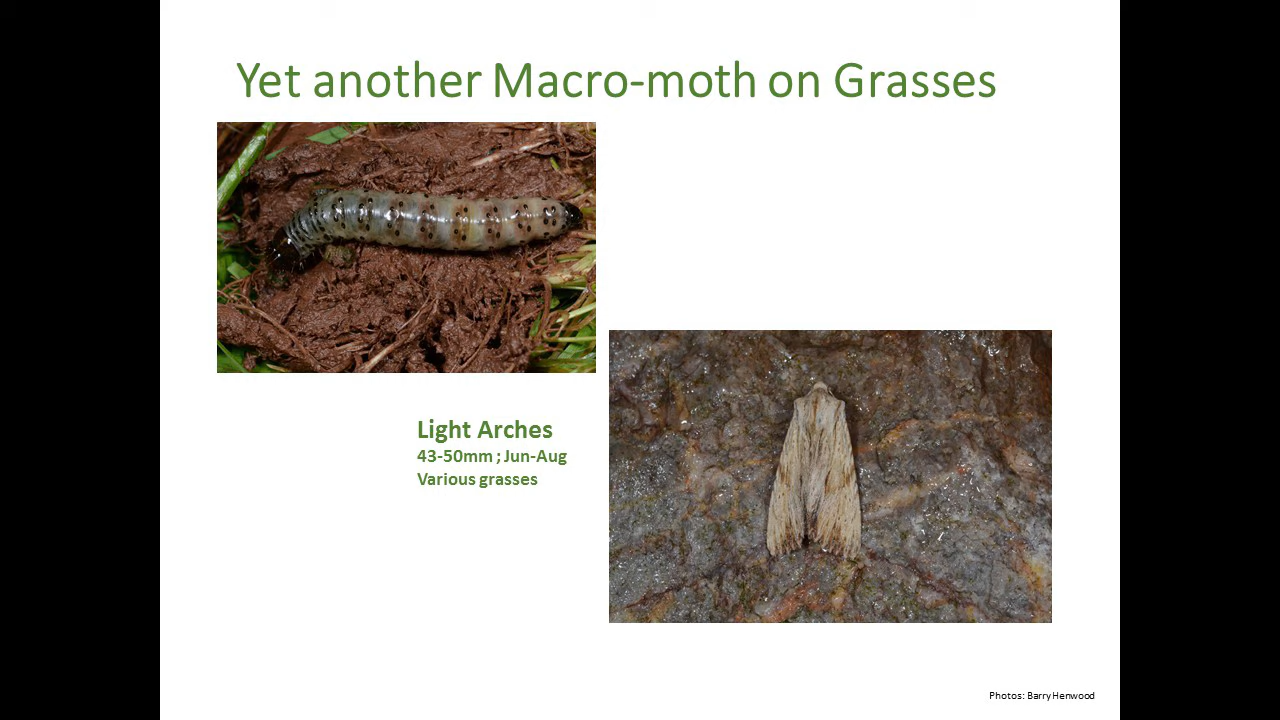 Yet another Macro-moth on Grasses
Light Arches
43-50mm ; Jun-Aug
Various grasses
Photos: Barry Henwood